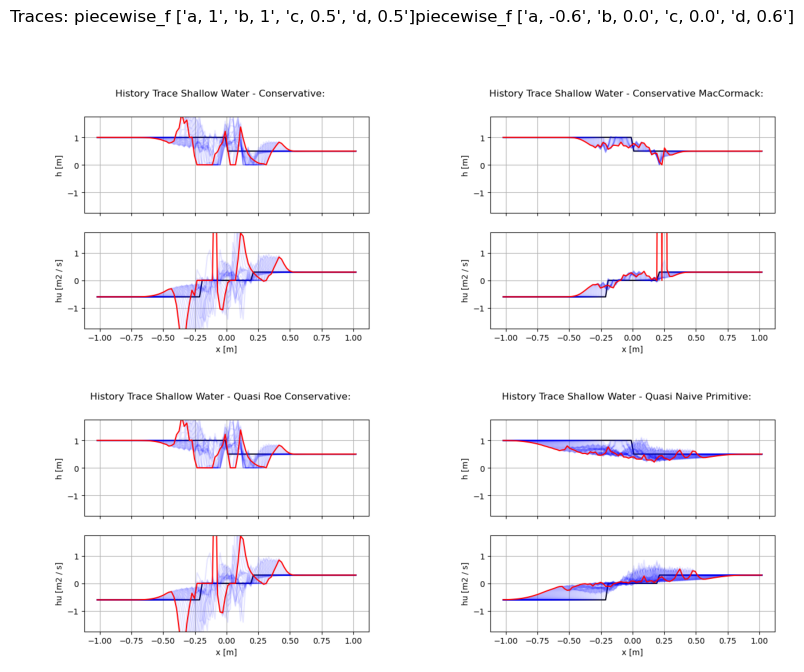 Traces: piecewise_f ['a, 1', 'b, 1', 'c, 0.5', 'd, 0.5']piecewise_f ['a, -0.6', 'b, 0.0', 'c, 0.0', 'd, 0.6']
History Trace Shallow Water - Conservative:
History Trace Shallow Water - Conservative MacCormack:
h [m]
1
0
−1
h [m]
1
0
−1
hu [m2 / s]
1
0
−1
hu [m2 / s]
1
0
−1
−1.00 −0.75 −0.50 −0.25 0.00 0.25 0.50 0.75 1.00
x [m]
−1.00 −0.75 −0.50 −0.25 0.00 0.25 0.50 0.75 1.00
x [m]
History Trace Shallow Water - Quasi Roe Conservative:
History Trace Shallow Water - Quasi Naive Primitive:
h [m]
1
0
−1
h [m]
1
0
−1
hu [m2 / s]
1
0
−1
hu [m2 / s]
1
0
−1
−1.00 −0.75 −0.50 −0.25 0.00 0.25 0.50 0.75 1.00
x [m]
−1.00 −0.75 −0.50 −0.25 0.00 0.25 0.50 0.75 1.00
x [m]